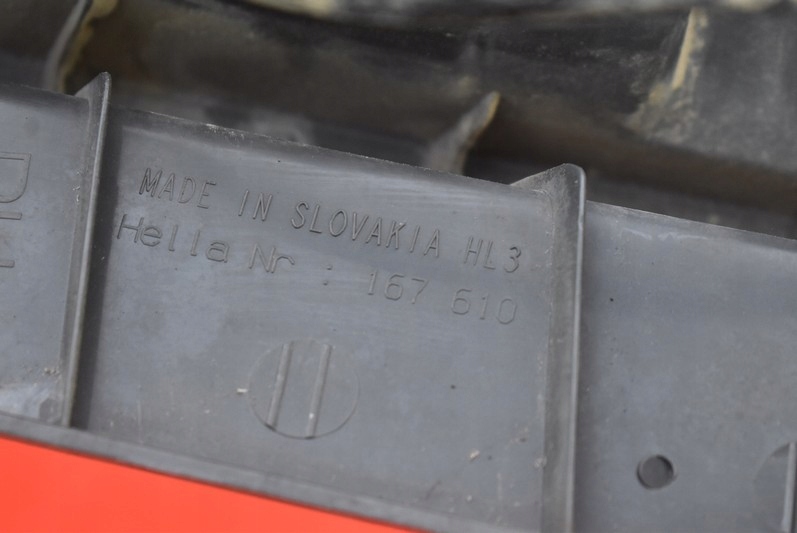 MADE IN SLOVAKIA HL3
Hella Nr : 167 610